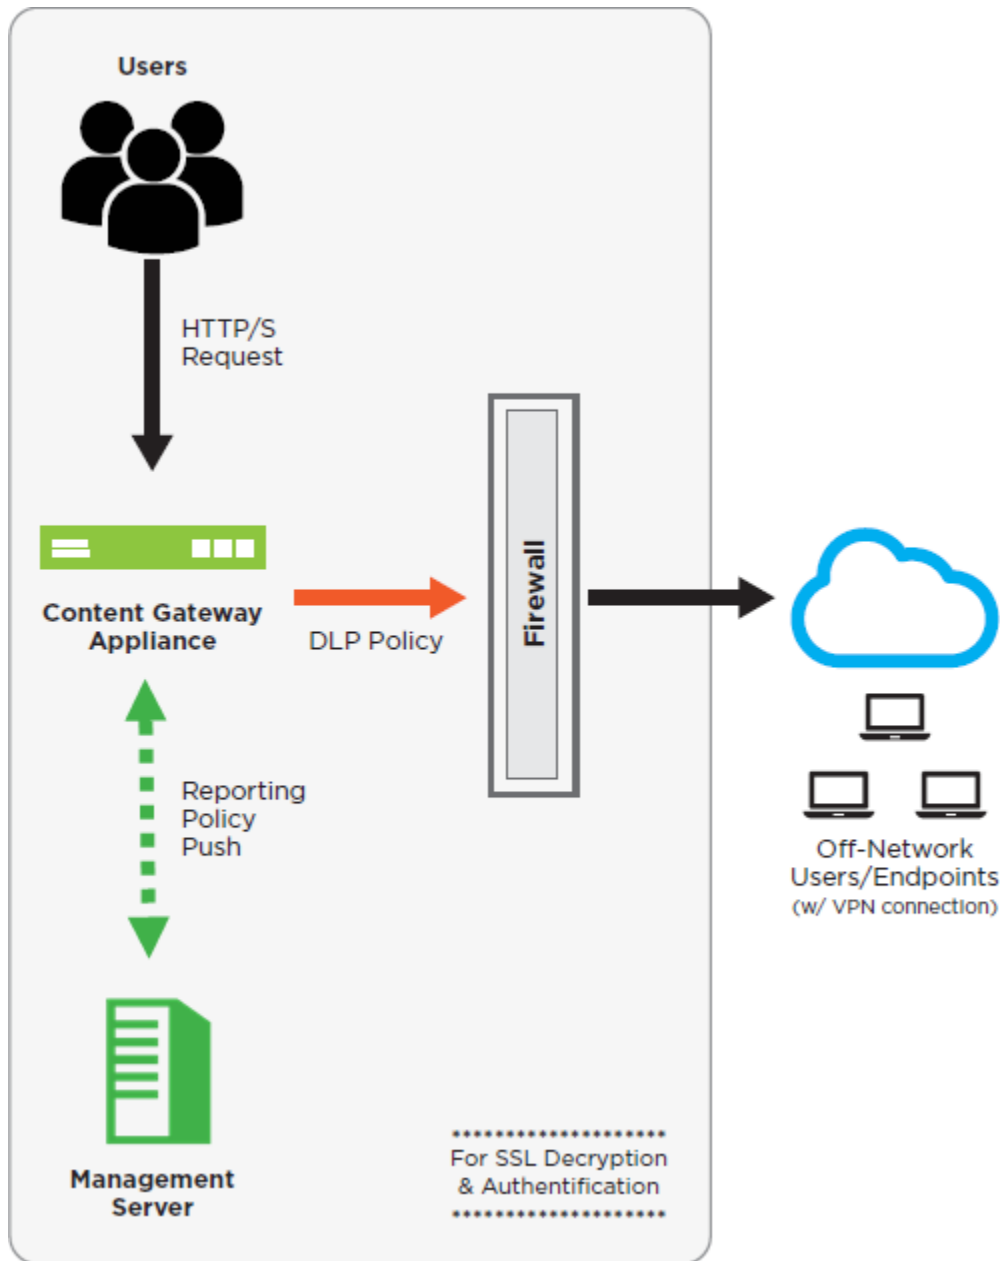 Users
HTTP/S
Request
Content Gateway
Appliance
DLP Policy
Firewall
Reporting
Policy
Push
Off-Network
Users/Endpoints
(w/ VPN connection)
Management
Server
********************
For SSL Decryption
& Authentification
********************